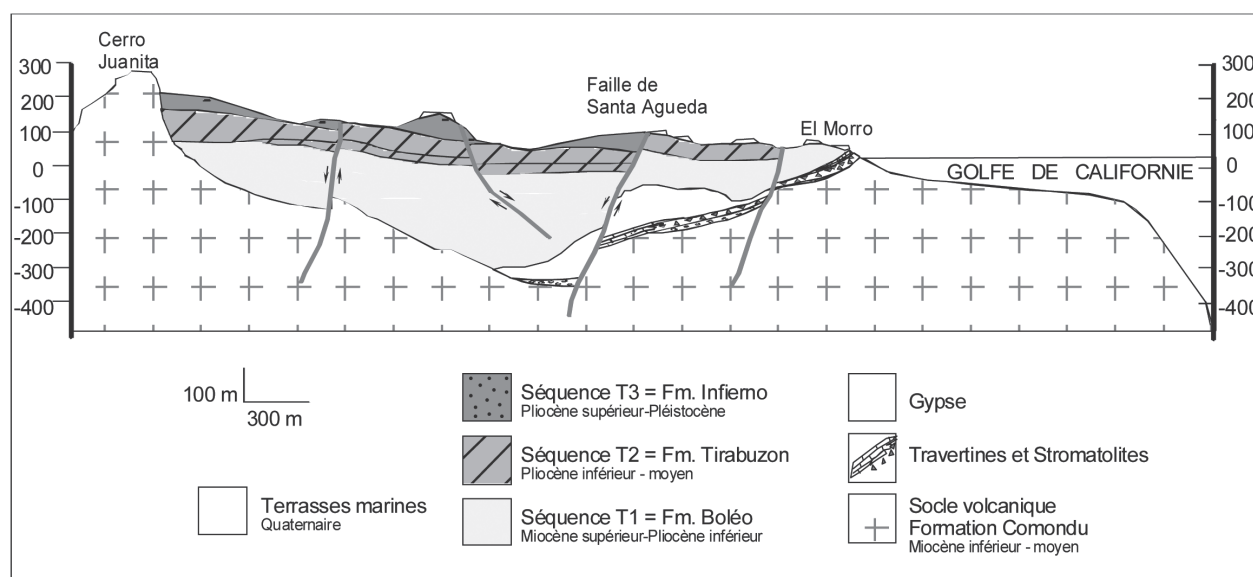 Cerro
Juanita
Faille de
Santa Agueda
El Morro
GOLFE DE CALIFORNIE
300
200
100
0
-100
-200
-300
-400
300
200
100
0
-100
-200
-300
-400
100 m
300 m
Terrasses marines
Quaternaire
Séquence T3 = Fm. Infierno
Pliocène supérieur-Pléistocène
Séquence T2 = Fm. Tirabuzon
Pliocène inférieur - moyen
Séquence T1 = Fm. Boléo
Miocène supérieur-Pliocène inférieur
Gypse
Travertines et Stromatolites
Socle volcanique
Formation Comondu
Miocène inférieur - moyen